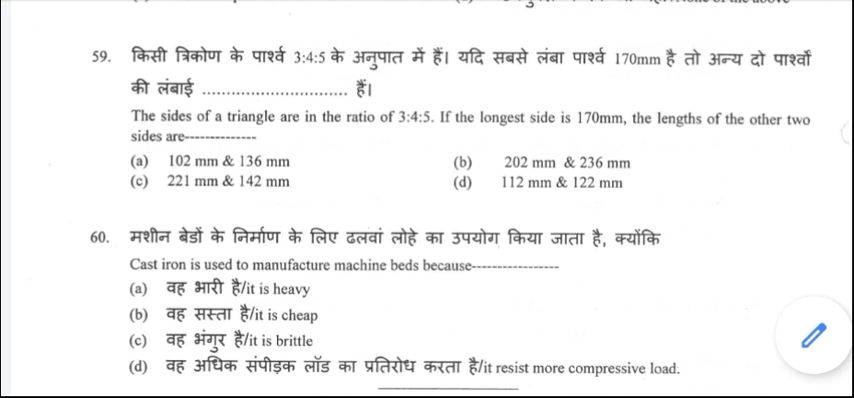 59. किसी त्रिकोण के पार्श्व 3:4:5 के अनुपात में हैं। यदि सबसे लंबा पार्श्व 170mm है तो अन्य दो पार्श्वों
की लंबाई ............................. हैं।
The sides of a triangle are in the ratio of 3:4:5. If the longest side is 170mm, the lengths of the other two
sides are--------------
(a) 102 mm & 136 mm (b) 202 mm & 236 mm
(c) 221 mm & 142 mm (d) 112 mm & 122 mm
60. मशीन बेडों के निर्माण के लिए ढलवां लोहे का उपयोग किया जाता है, क्योंकि
Cast iron is used to manufacture machine beds because-----------------
(a) वह भारी है/it is heavy
(b) वह सस्ता है/it is cheap
(c) वह भंगुर है/it is brittle
(d) वह अधिक संपीड़क लॉड का प्रतिरोध करता है/it resist more compressive load.